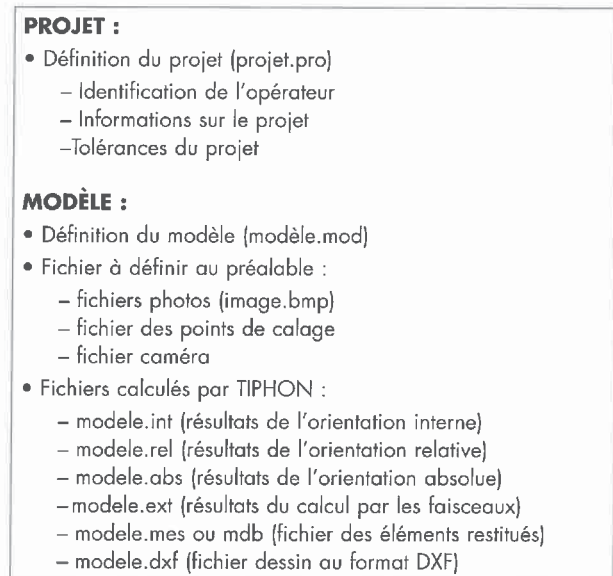 PROJET :
• Définition du projet (projet.pro)
– Identification de l'opérateur
– Informations sur le projet
–Tolérances du projet
MODÈLE :
• Définition du modèle (modèle.mod)
• Fichier à définir au préalable :
– fichiers photos (image.bmp)
– fichier des points de calage
– fichier caméra
• Fichiers calculés par TIPHON :
– modele.int (résultats de l'orientation interne)
– modele.rel (résultats de l'orientation relative)
– modele.abs (résultats de l'orientation absolue)
–modele.ext (résultats du calcul par les faisceaux)
– modele.mes ou mdb (fichier des éléments restitués)
– modele.dxf (fichier dessin au format DXF)